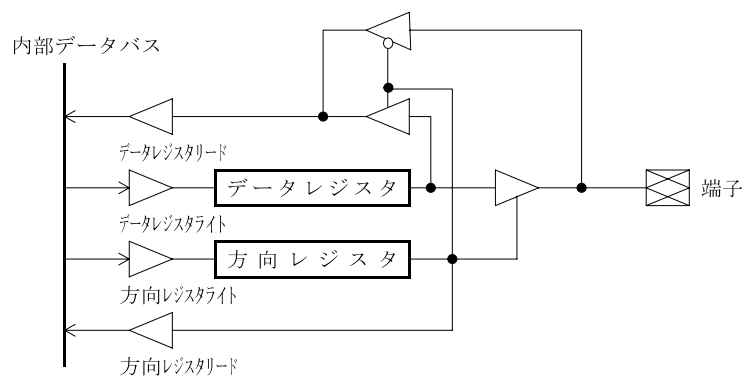 内部データバス
データレジスタリード
データレジスタ
端子
データレジスタライト
方向レジスタ
方向レジスタライト
方向レジスタリード